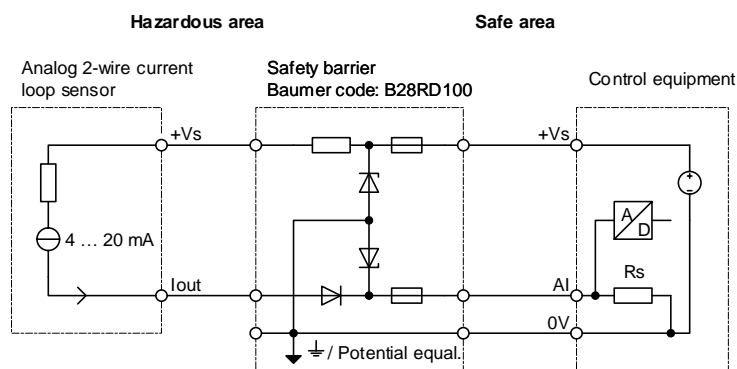 Hazardous area
Safe area
Analog 2-wire current
loop sensor
Safety barrier
Baumer code: B28RD100
Control equipment
+Vs
+Vs
A
D
4 ... 20 mA
Rs
Iout
AI
0V
/ Potential equal.